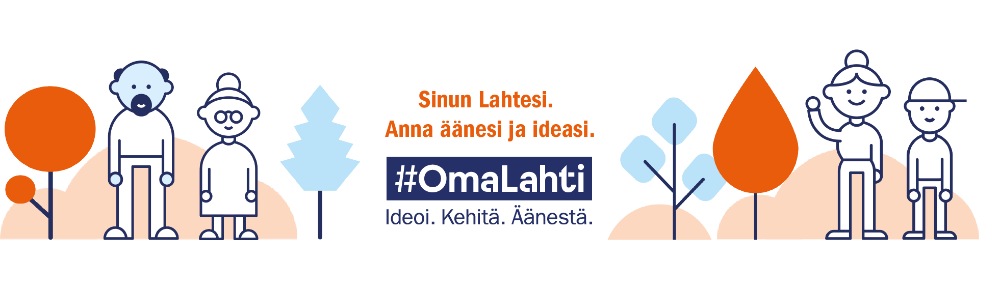 Sinun Lahtesi.
Anna äänesi ja ideasi.
#OmaLahti
Ideoi. Kehitä. Äänestä.